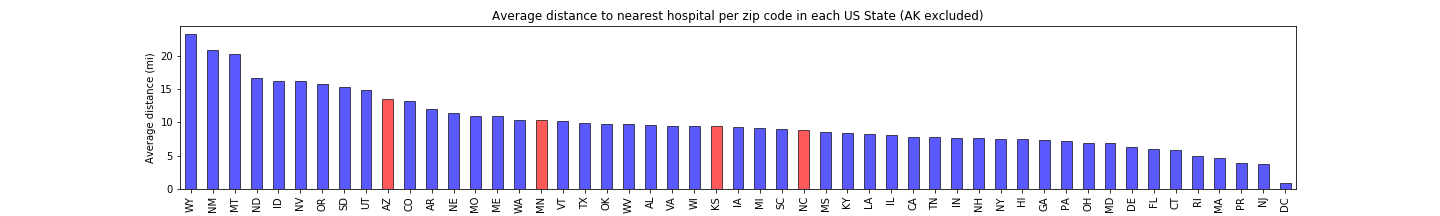 Average distance to nearest hospital per zip code in each US State (AK excluded)
Average distance (mi)
20
15
10
5
0
WY NM MT ND ID NV OR SD UT AZ CO AR NE MO ME WA MN VT TX OK WV AL VA WI KS IA MI SC NC MS KY LA IL CA TN IN NH NY HI GA PA OH MD DE FL CT RI MA PR NJ DC